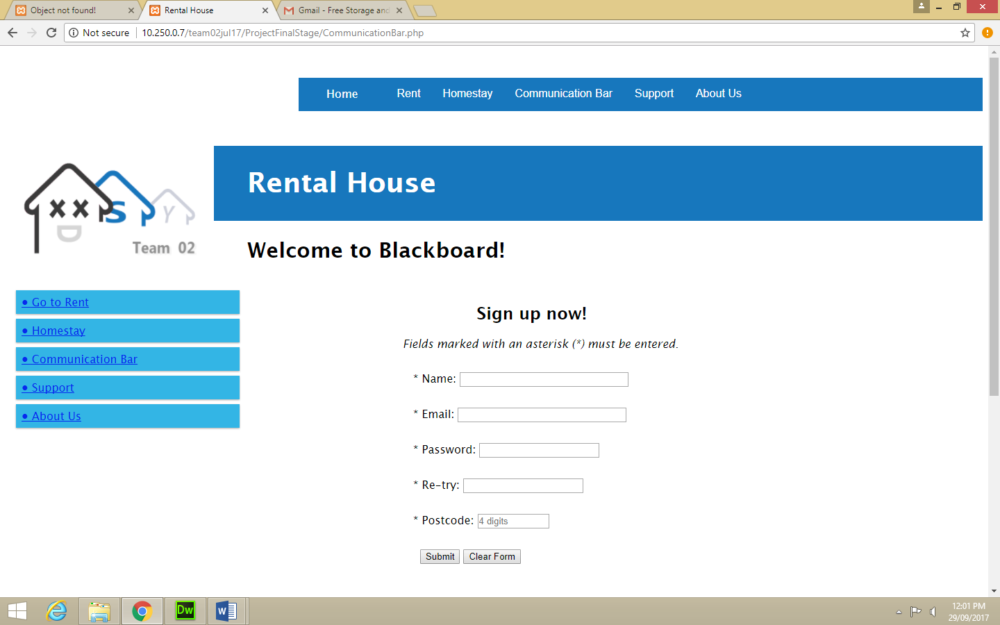 Object not found!
Rental House
Gmail - Free Storage and
Not secure
10.250.0.7/team02jul17/ProjectFinalStage/CommunicationBar.php
Home Rent Homestay Communication Bar Support About Us
Rental House
xx S Y
Team 02
Welcome to Blackboard!
• Go to Rent
• Homestay
• Communication Bar
• Support
• About Us
Sign up now!
Fields marked with an asterisk (*) must be entered.
* Name:
* Email:
* Password:
* Re-try:
* Postcode: 4 digits
Submit Clear Form
Dw
W
12:01 PM
29/09/2017